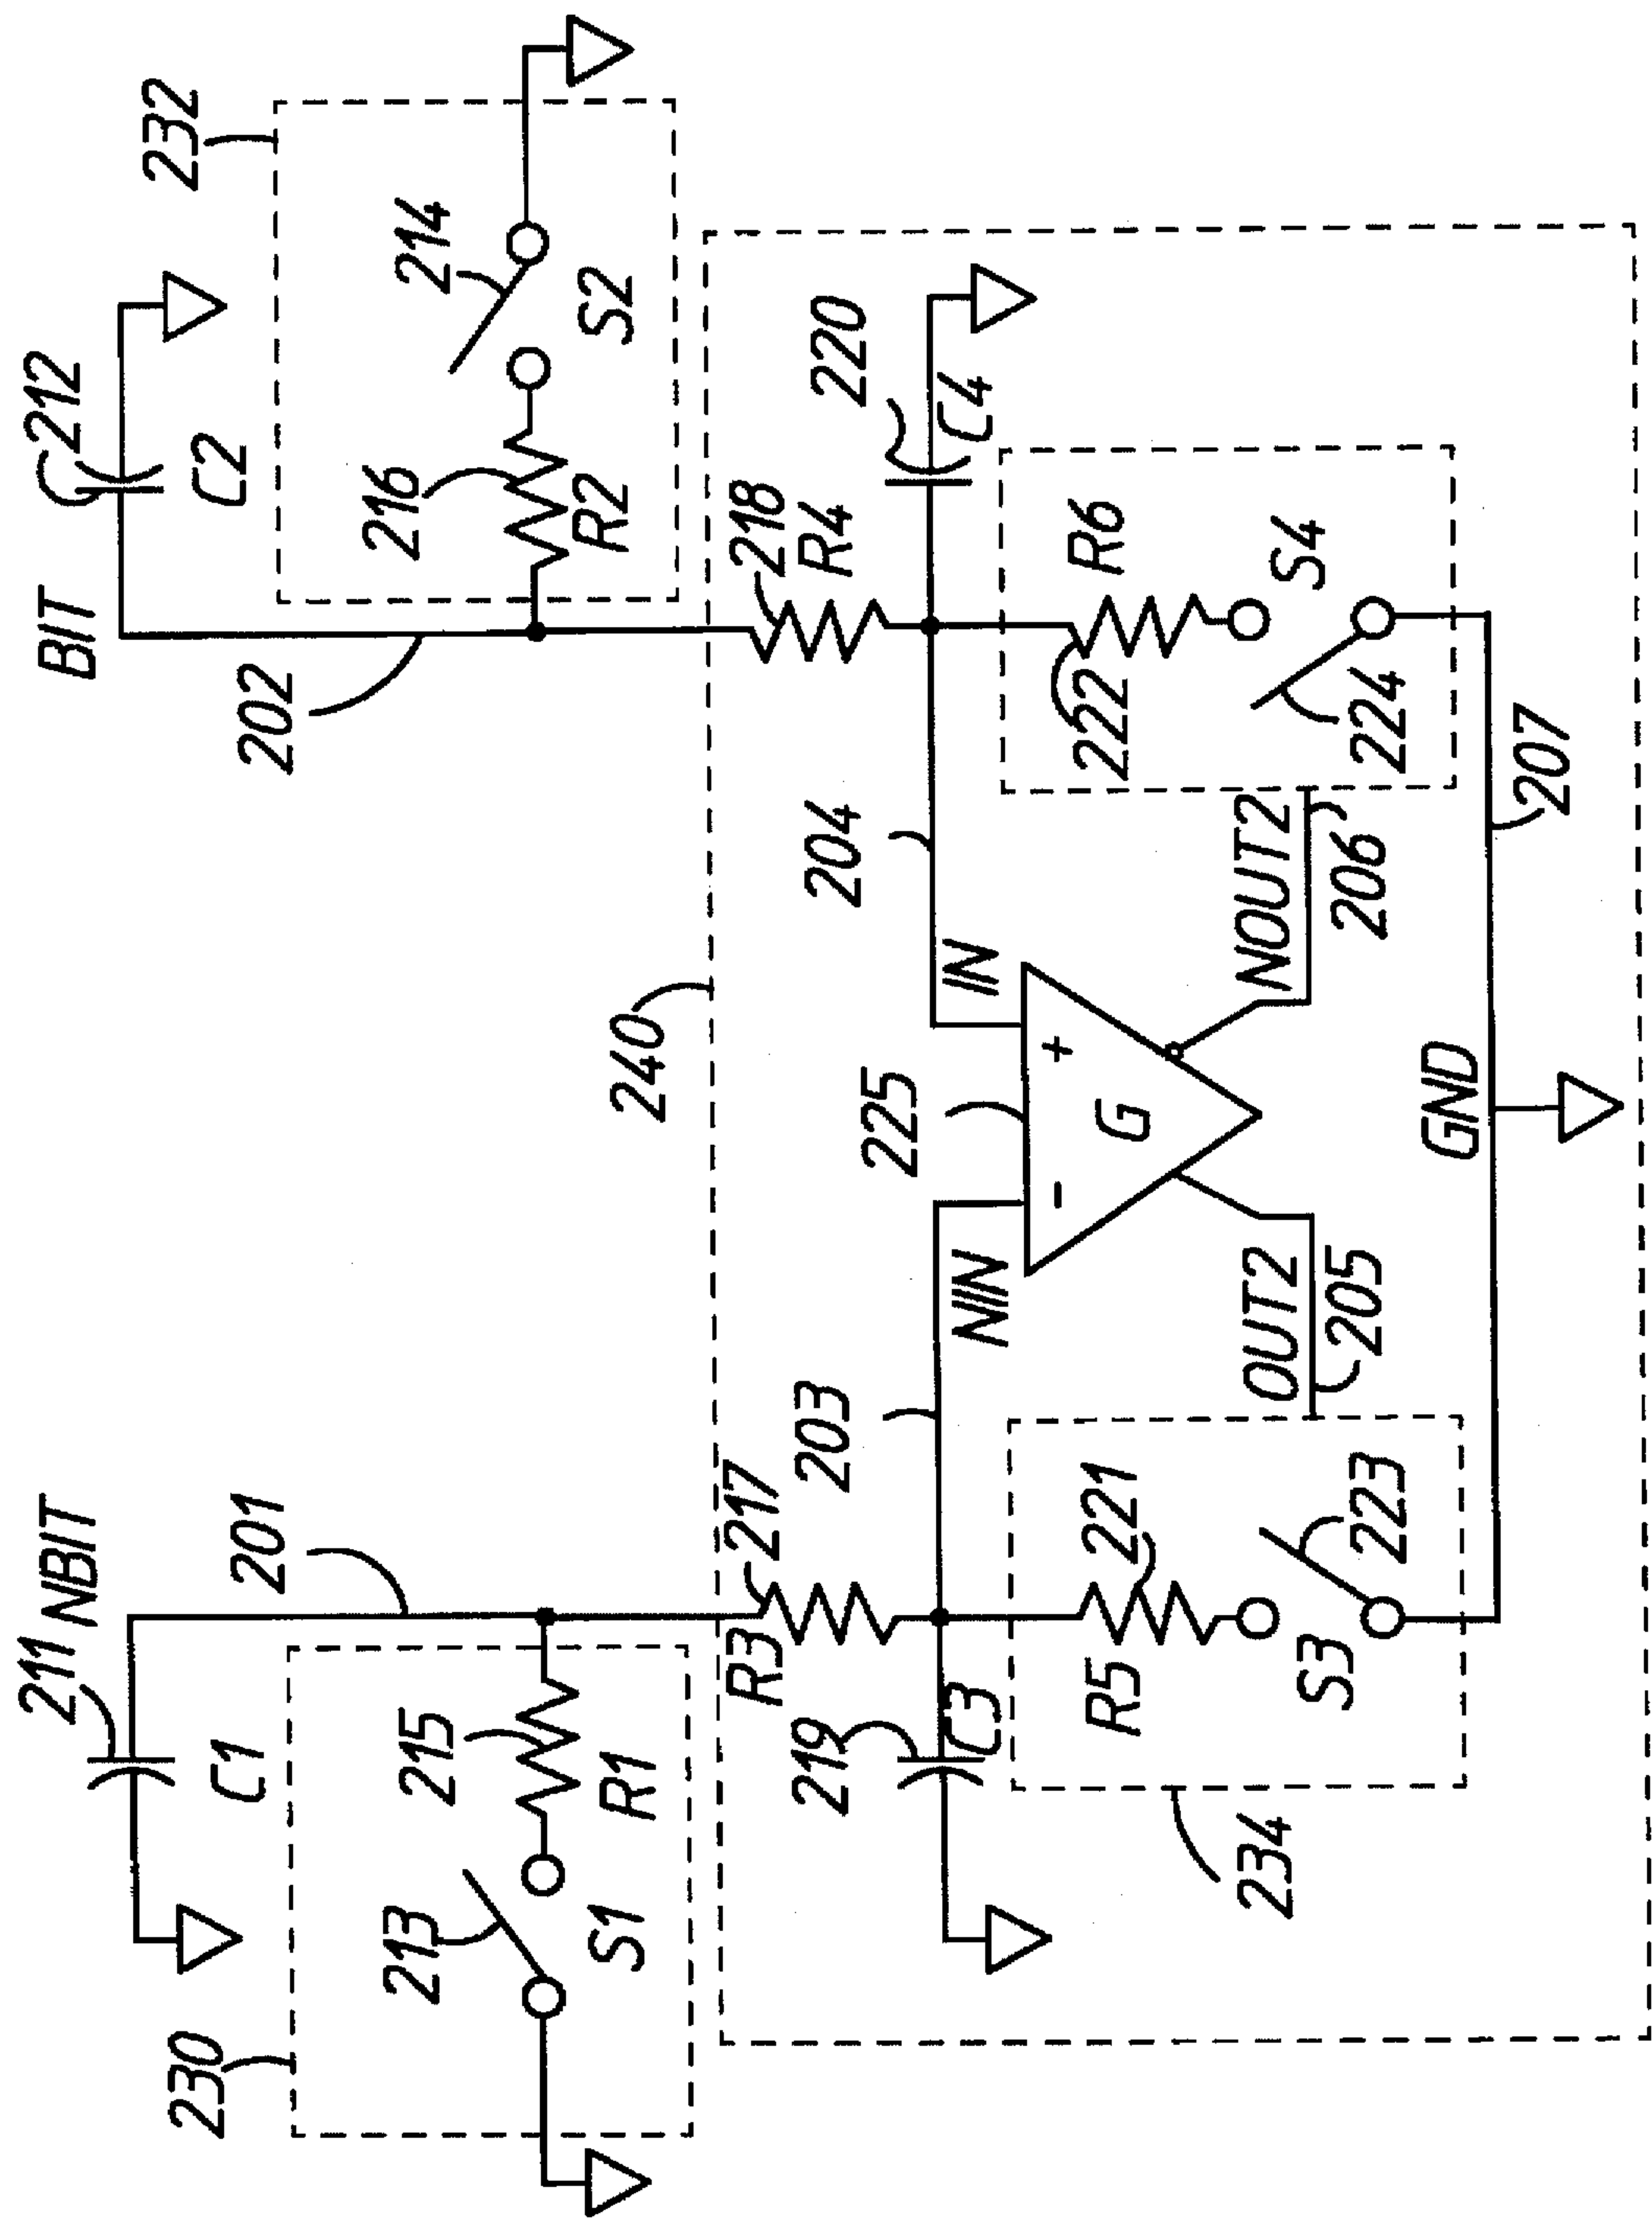 211
NBIT
BIT
212
C1
C2
201
202
230
232
213
215
216
214
S1
R1
R2
S2
240
R3
217
218
R4
219
C3
203
204
220
C4
225
NIN
IN
-
+
G
R5
221
222
R6
234
OUT2
205
NOUT2
206
S3
223
224
S4
GND
207